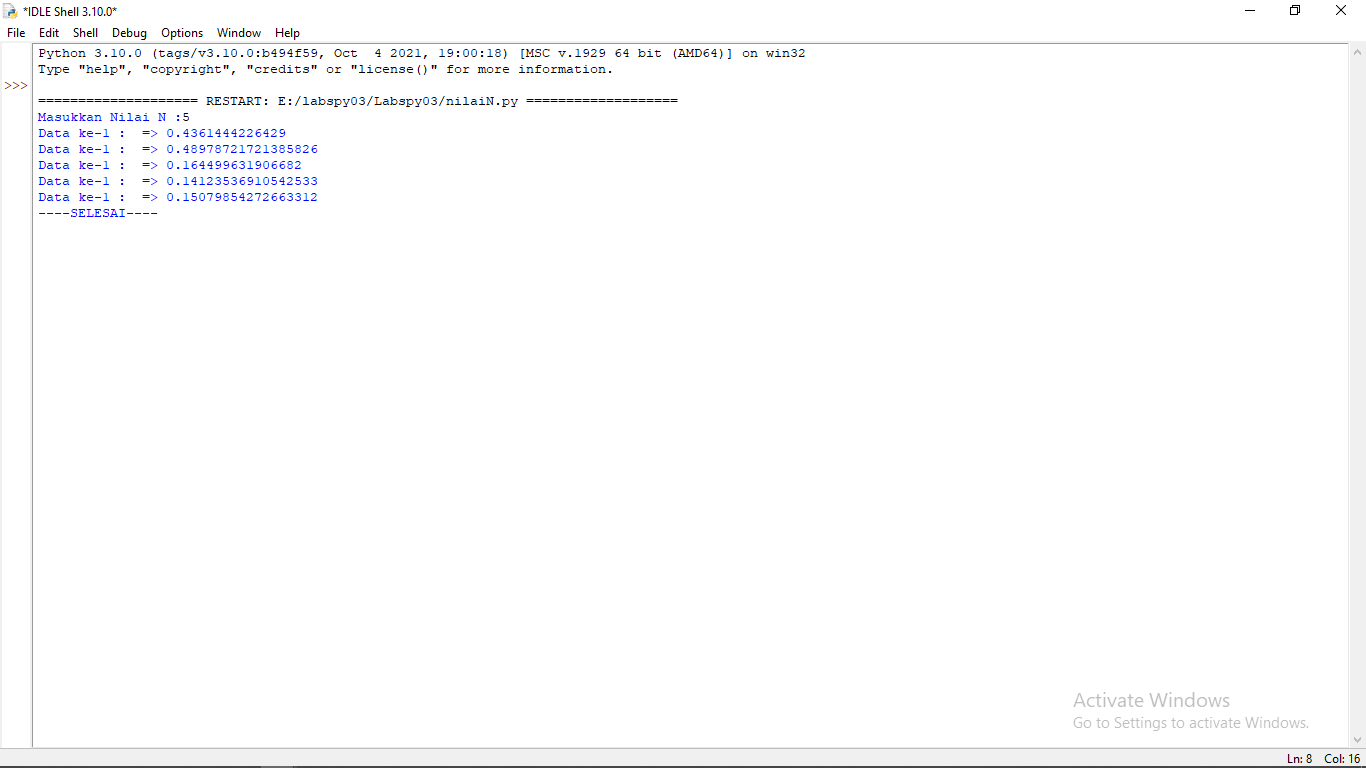 *IDLE Shell 3.10.0*
File Edit Shell Debug Options Window Help
Python 3.10.0 (tags/v3.10.0:b494f59, Oct  4 2021, 19:00:18) [MSC v.1929 64 bit (AMD64)] on win32
Type "help", "copyright", "credits" or "license()" for more information.
>>>
==================== RESTART: E:/labspy03/Labspy03/nilaiN.py ===================
Masukkan Nilai N :5
Data ke-1 :  => 0.4361444226429
Data ke-1 :  => 0.48978721721385826
Data ke-1 :  => 0.164499631906682
Data ke-1 :  => 0.14123536910542533
Data ke-1 :  => 0.15079854272663312
----SELESAI----
Activate Windows
Go to Settings to activate Windows.
Ln: 8 Col: 16